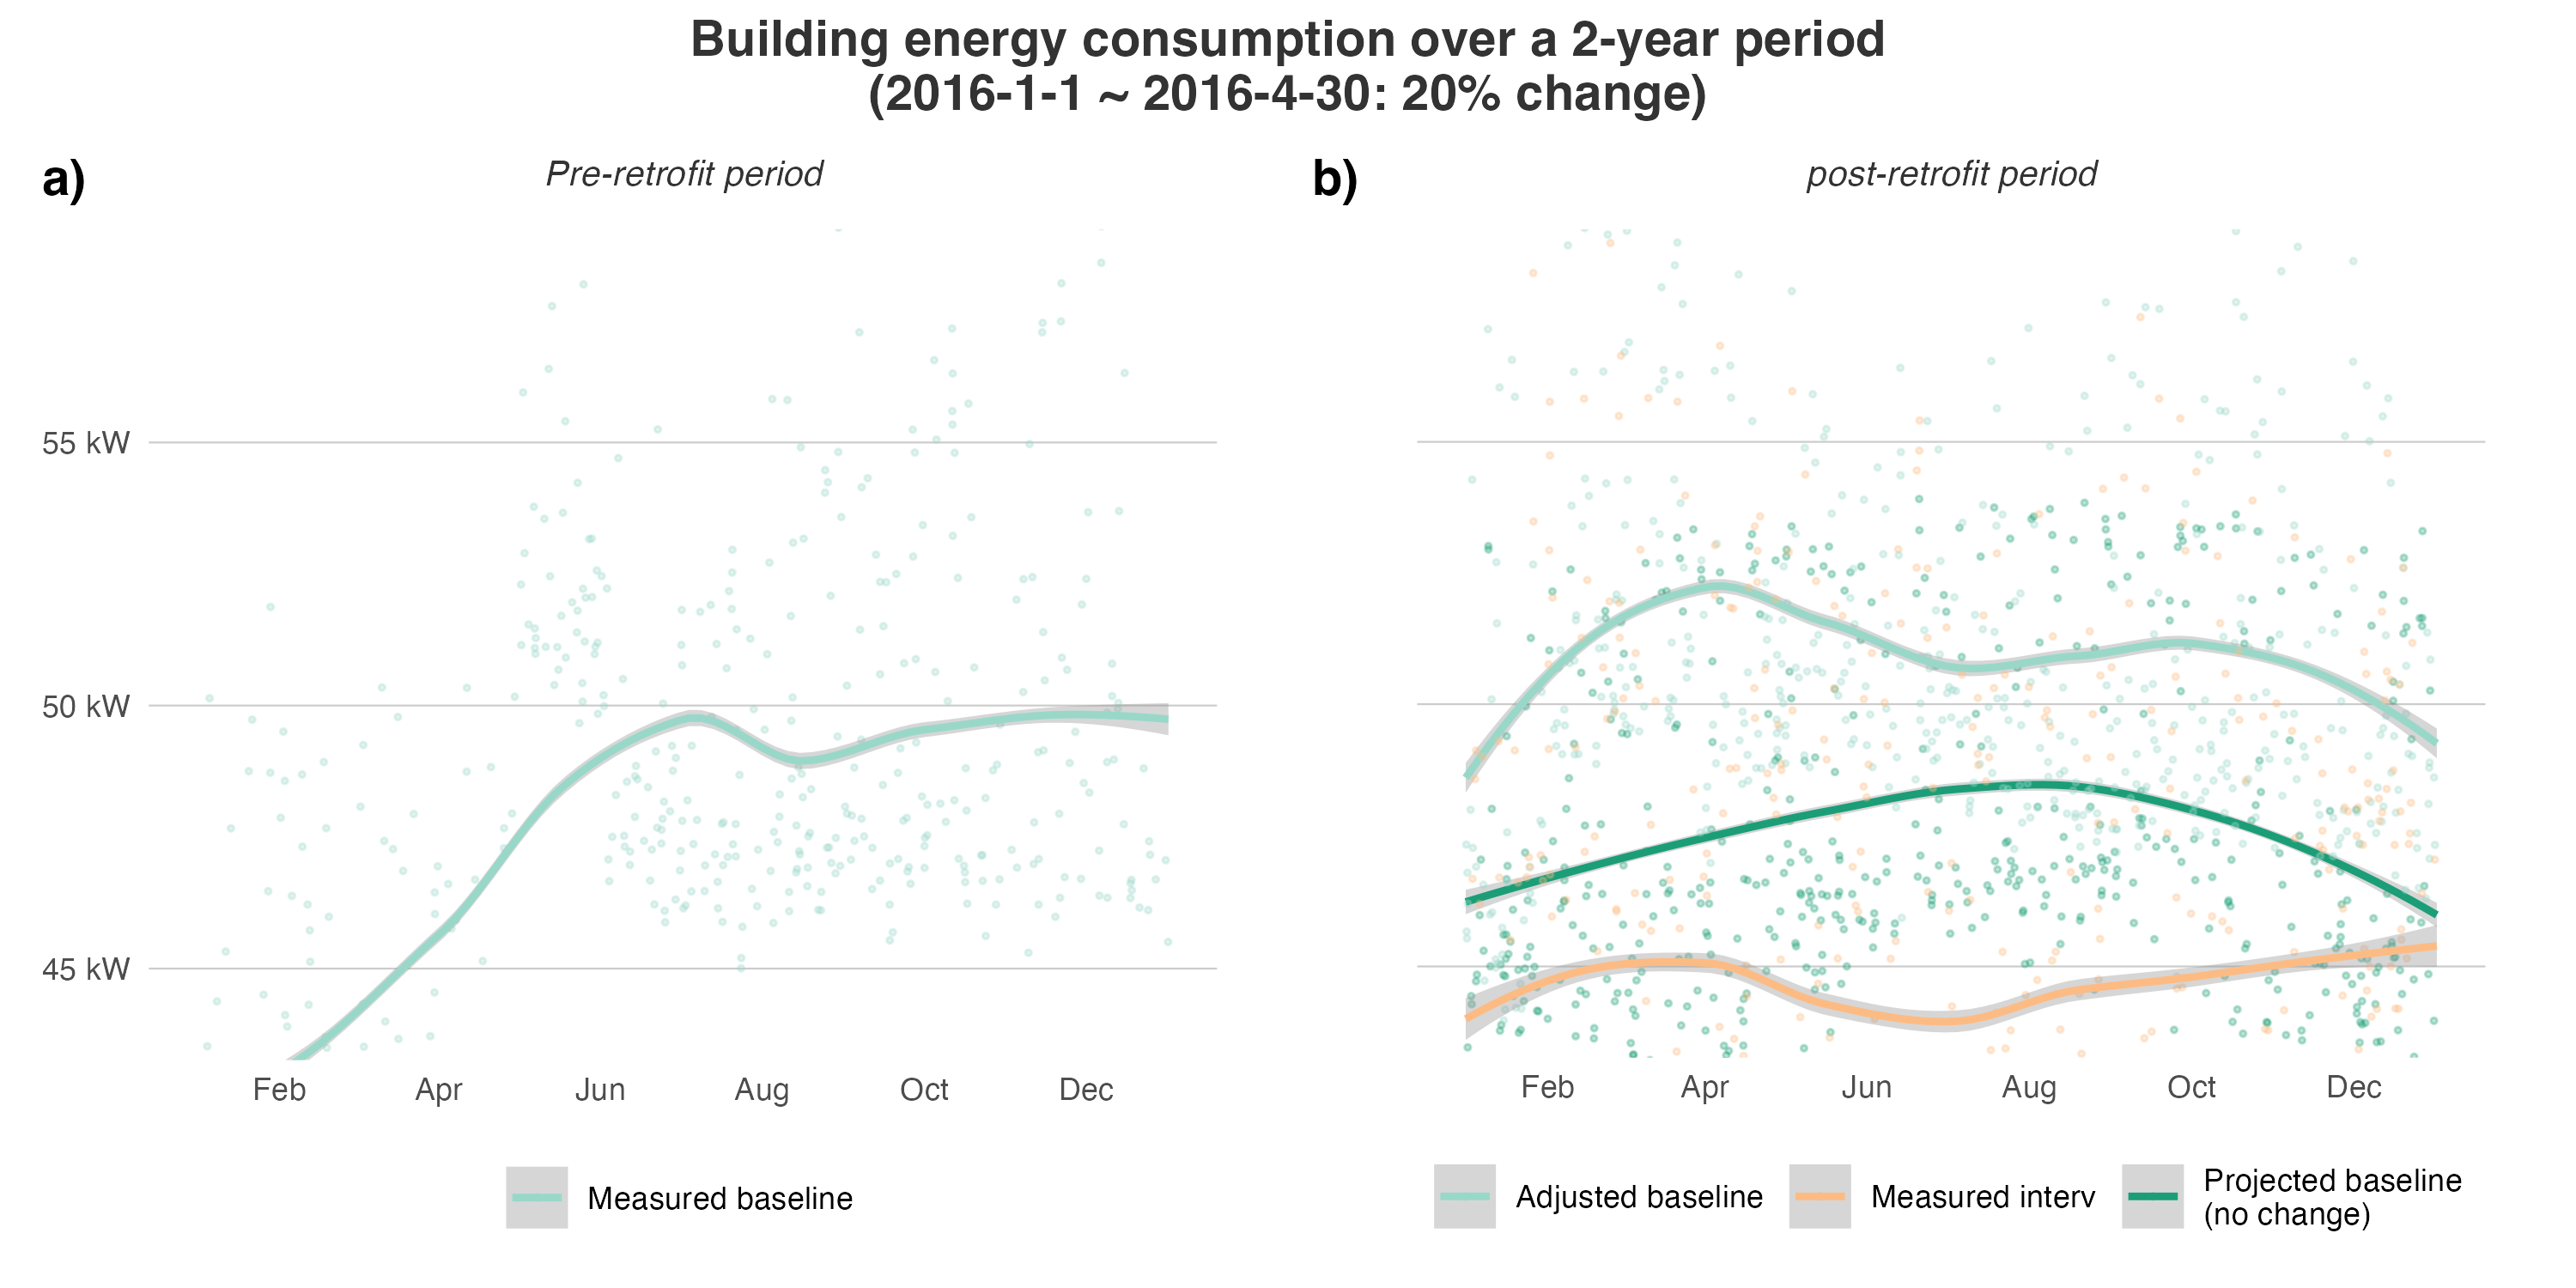 Building energy consumption over a 2-year period
(2016-1-1 ~ 2016-4-30: 20% change)
a)
Pre-retrofit period
55 kW
50 kW
45 kW
Feb Apr Jun Aug Oct Dec
Measured baseline
b)
post-retrofit period
Feb Apr Jun Aug Oct Dec
Adjusted baseline
Measured interv
Projected baseline
(no change)